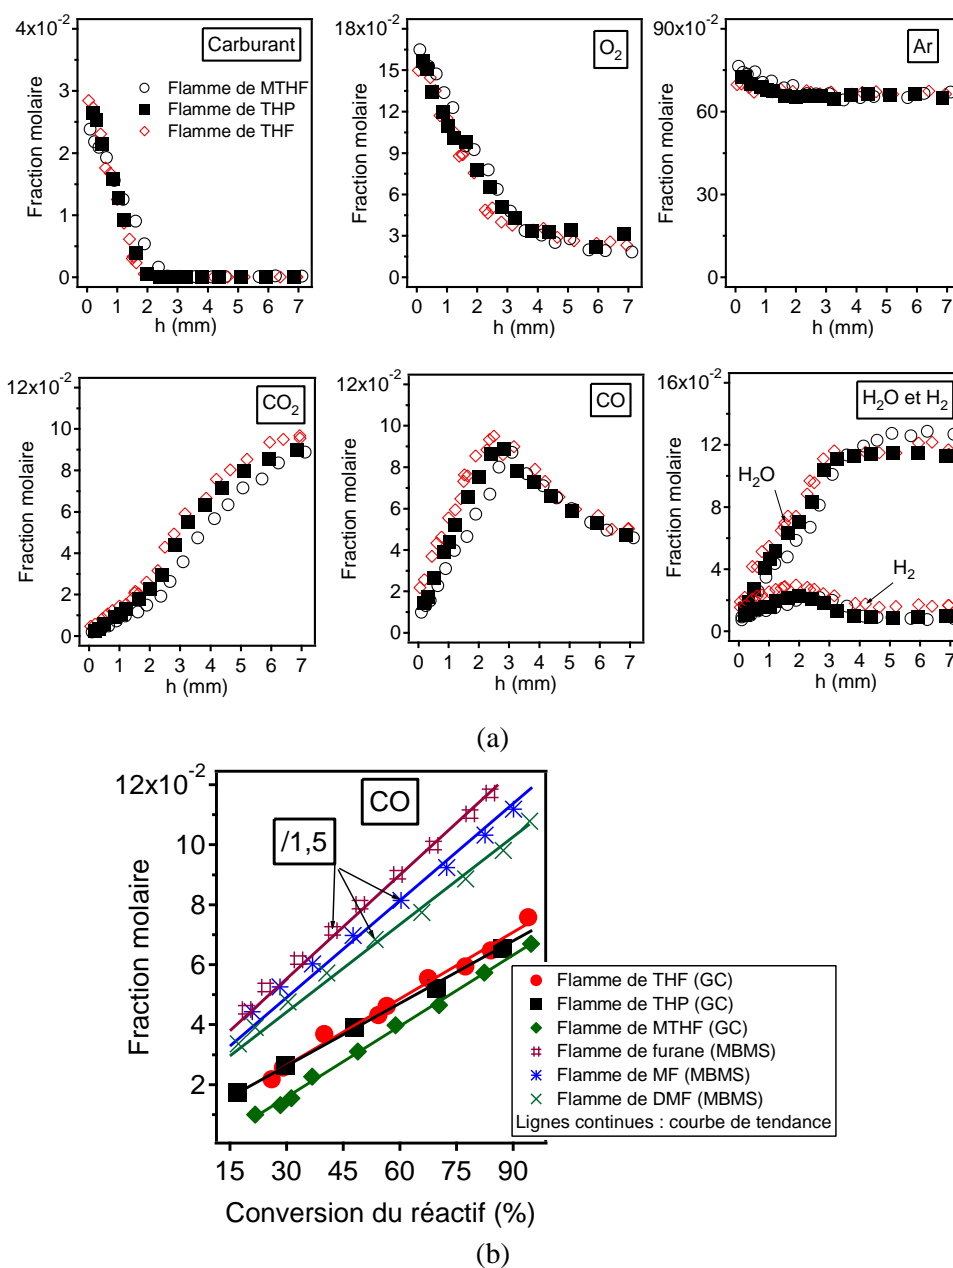 4x10-2
3
2
1
0
Fraction molaire
Carburant
Flamme de MTHF
Flamme de THP
Flamme de THF
0 1 2 3 4 5 6 7
h (mm)
18x10-2
15
12
9
6
3
0
Fraction molaire
O2
0 1 2 3 4 5 6 7
h (mm)
90x10-2
60
30
0
Fraction molaire
Ar
0 1 2 3 4 5 6 7
h (mm)
12x10-2
10
8
6
4
2
0
Fraction molaire
CO2
0 1 2 3 4 5 6 7
h (mm)
12x10-2
10
8
6
4
2
0
Fraction molaire
CO
0 1 2 3 4 5 6 7
h (mm)
16x10-2
12
8
4
0
Fraction molaire
H2O et H2
H2O
H2
0 1 2 3 4 5 6 7
h (mm)
(a)
12x10-2
10
8
6
4
2
Fraction molaire
CO
/1,5
Flamme de THF (GC)
Flamme de THP (GC)
Flamme de MTHF (GC)
Flamme de furane (MBMS)
Flamme de MF (MBMS)
Flamme de DMF (MBMS)
Lignes continues : courbe de tendance
15 30 45 60 75 90
Conversion du réactif (%)
(b)